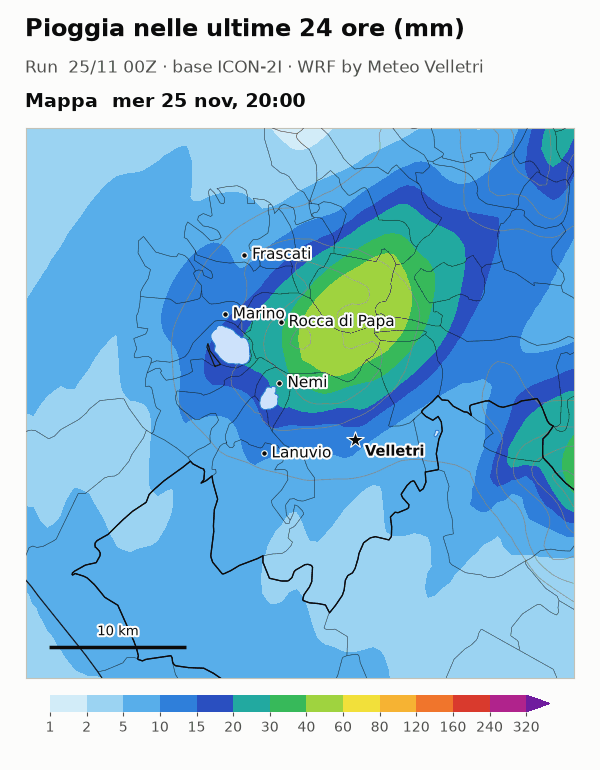 Pioggia nelle ultime 24 ore (mm)
Run  25/11 00Z · base ICON-2I · WRF by Meteo Velletri
Mappa  mer 25 nov, 20:00
Frascati
Marino
Rocca di Papa
Nemi
Velletri
Lanuvio
10 km
1 2 5 10 15 20 30 40 60 80 120 160 240 320